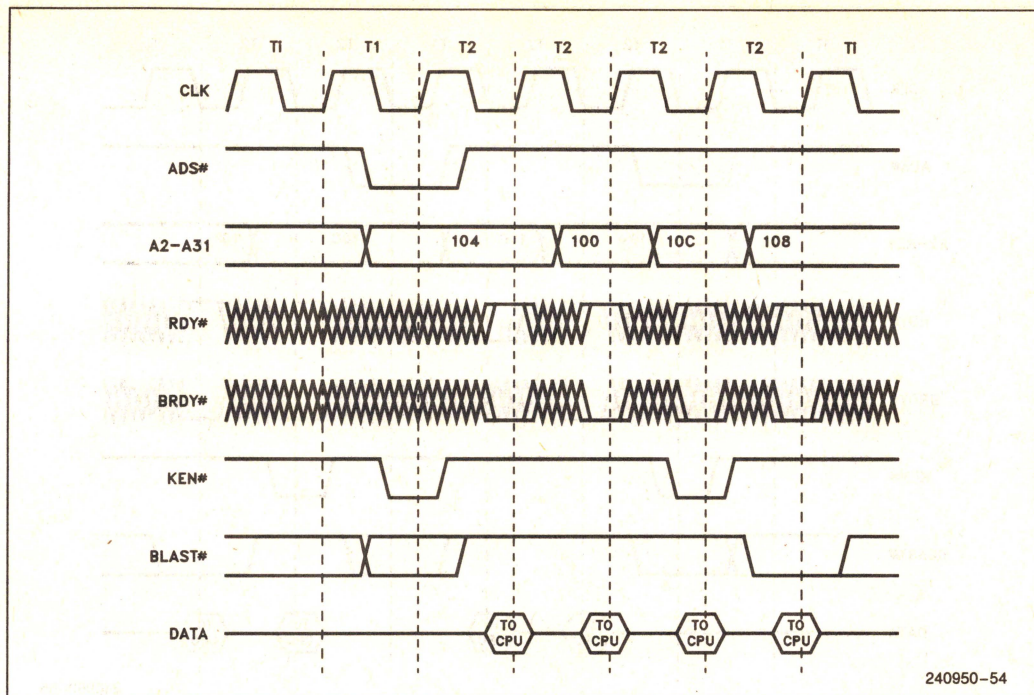 TI T1 T2 T2 T2 T2 TI
CLK
ADS#
A2-A31 104 100 10C 108
RDY#
BRDY#
KEN#
BLAST#
DATA TO CPU TO CPU TO CPU TO CPU
240950-54